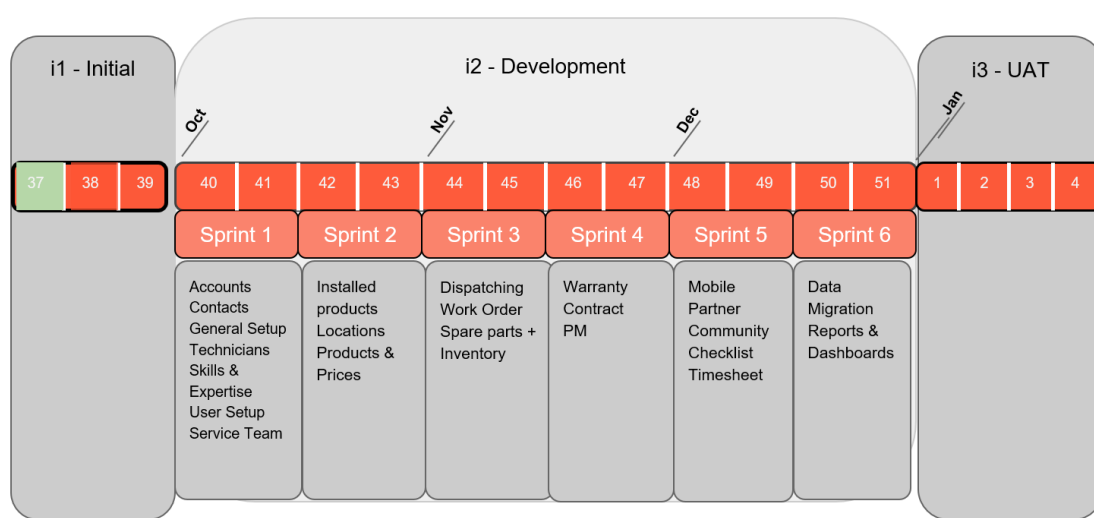 i1 - Initial
i2 - Development
i3 - UAT
Oct
Nov
Dec
Jan
37
38
39
40
41
42
43
44
45
46
47
48
49
50
51
1
2
3
4
Sprint 1
Sprint 2
Sprint 3
Sprint 4
Sprint 5
Sprint 6
Accounts
Contacts
General Setup
Technicians
Skills &
Expertise
User Setup
Service Team
Installed
products
Locations
Products &
Prices
Dispatching
Work Order
Spare parts +
Inventory
Warranty
Contract
PM
Mobile
Partner
Community
Checklist
Timesheet
Data
Migration
Reports &
Dashboards